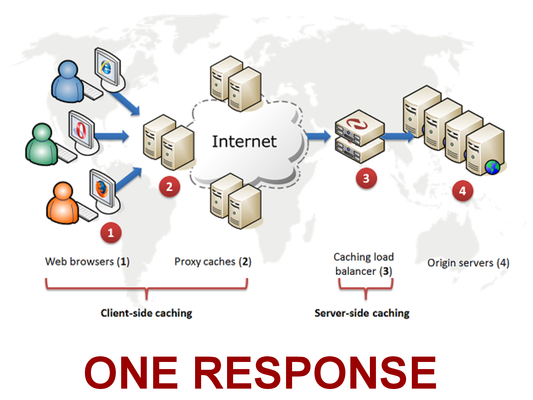 Internet
1
2
3
4
Web browsers (1)
Proxy caches (2)
Caching load
balancer (3)
Origin servers (4)
Client-side caching
Server-side caching
ONE RESPONSE